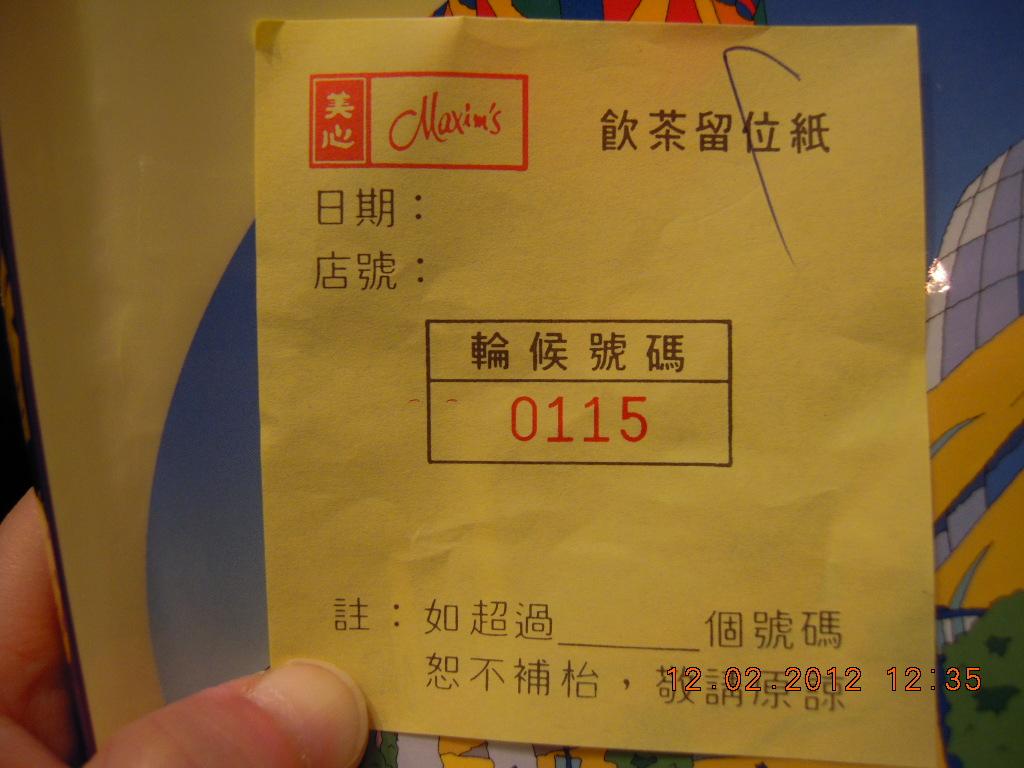 美心 Maxim's
飲茶留位紙
日期：
店號：
輪候號碼
0115
註：如超過______個號碼
恕不補枱，敬請原諒
12.02.2012 12:35